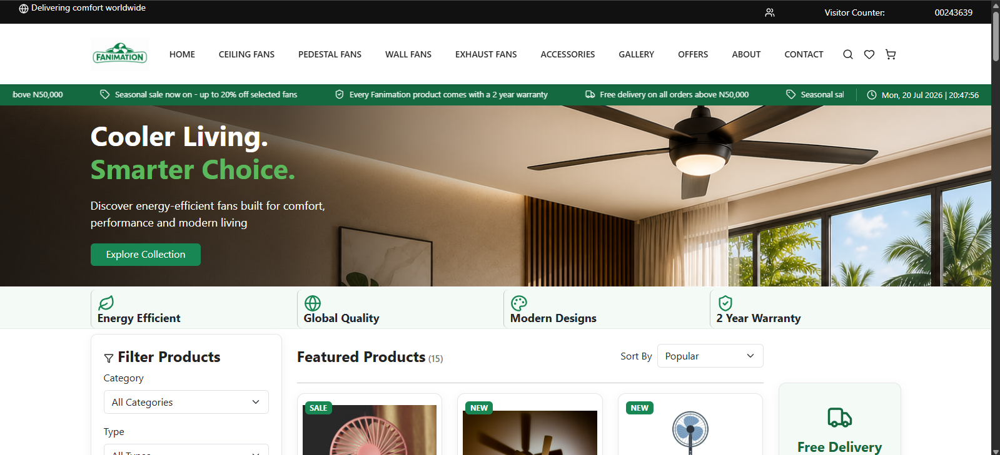 Delivering comfort worldwide
Visitor Counter: 00243639
FANIMATION
HOME CEILING FANS PEDESTAL FANS WALL FANS EXHAUST FANS ACCESSORIES GALLERY OFFERS ABOUT CONTACT
bove N50,000 Seasonal sale now on - up to 20% off selected fans Every Fanimation product comes with a 2 year warranty Free delivery on all orders above N50,000 Seasonal sal Mon, 20 Jul 2026 | 20:47:56
Cooler Living.
Smarter Choice.
Discover energy-efficient fans built for comfort,
performance and modern living
Explore Collection
Energy Efficient Global Quality Modern Designs 2 Year Warranty
Filter Products
Category
All Categories
Type
All Types
Featured Products (15)
Sort By Popular
SALE
NEW
NEW
Free Delivery